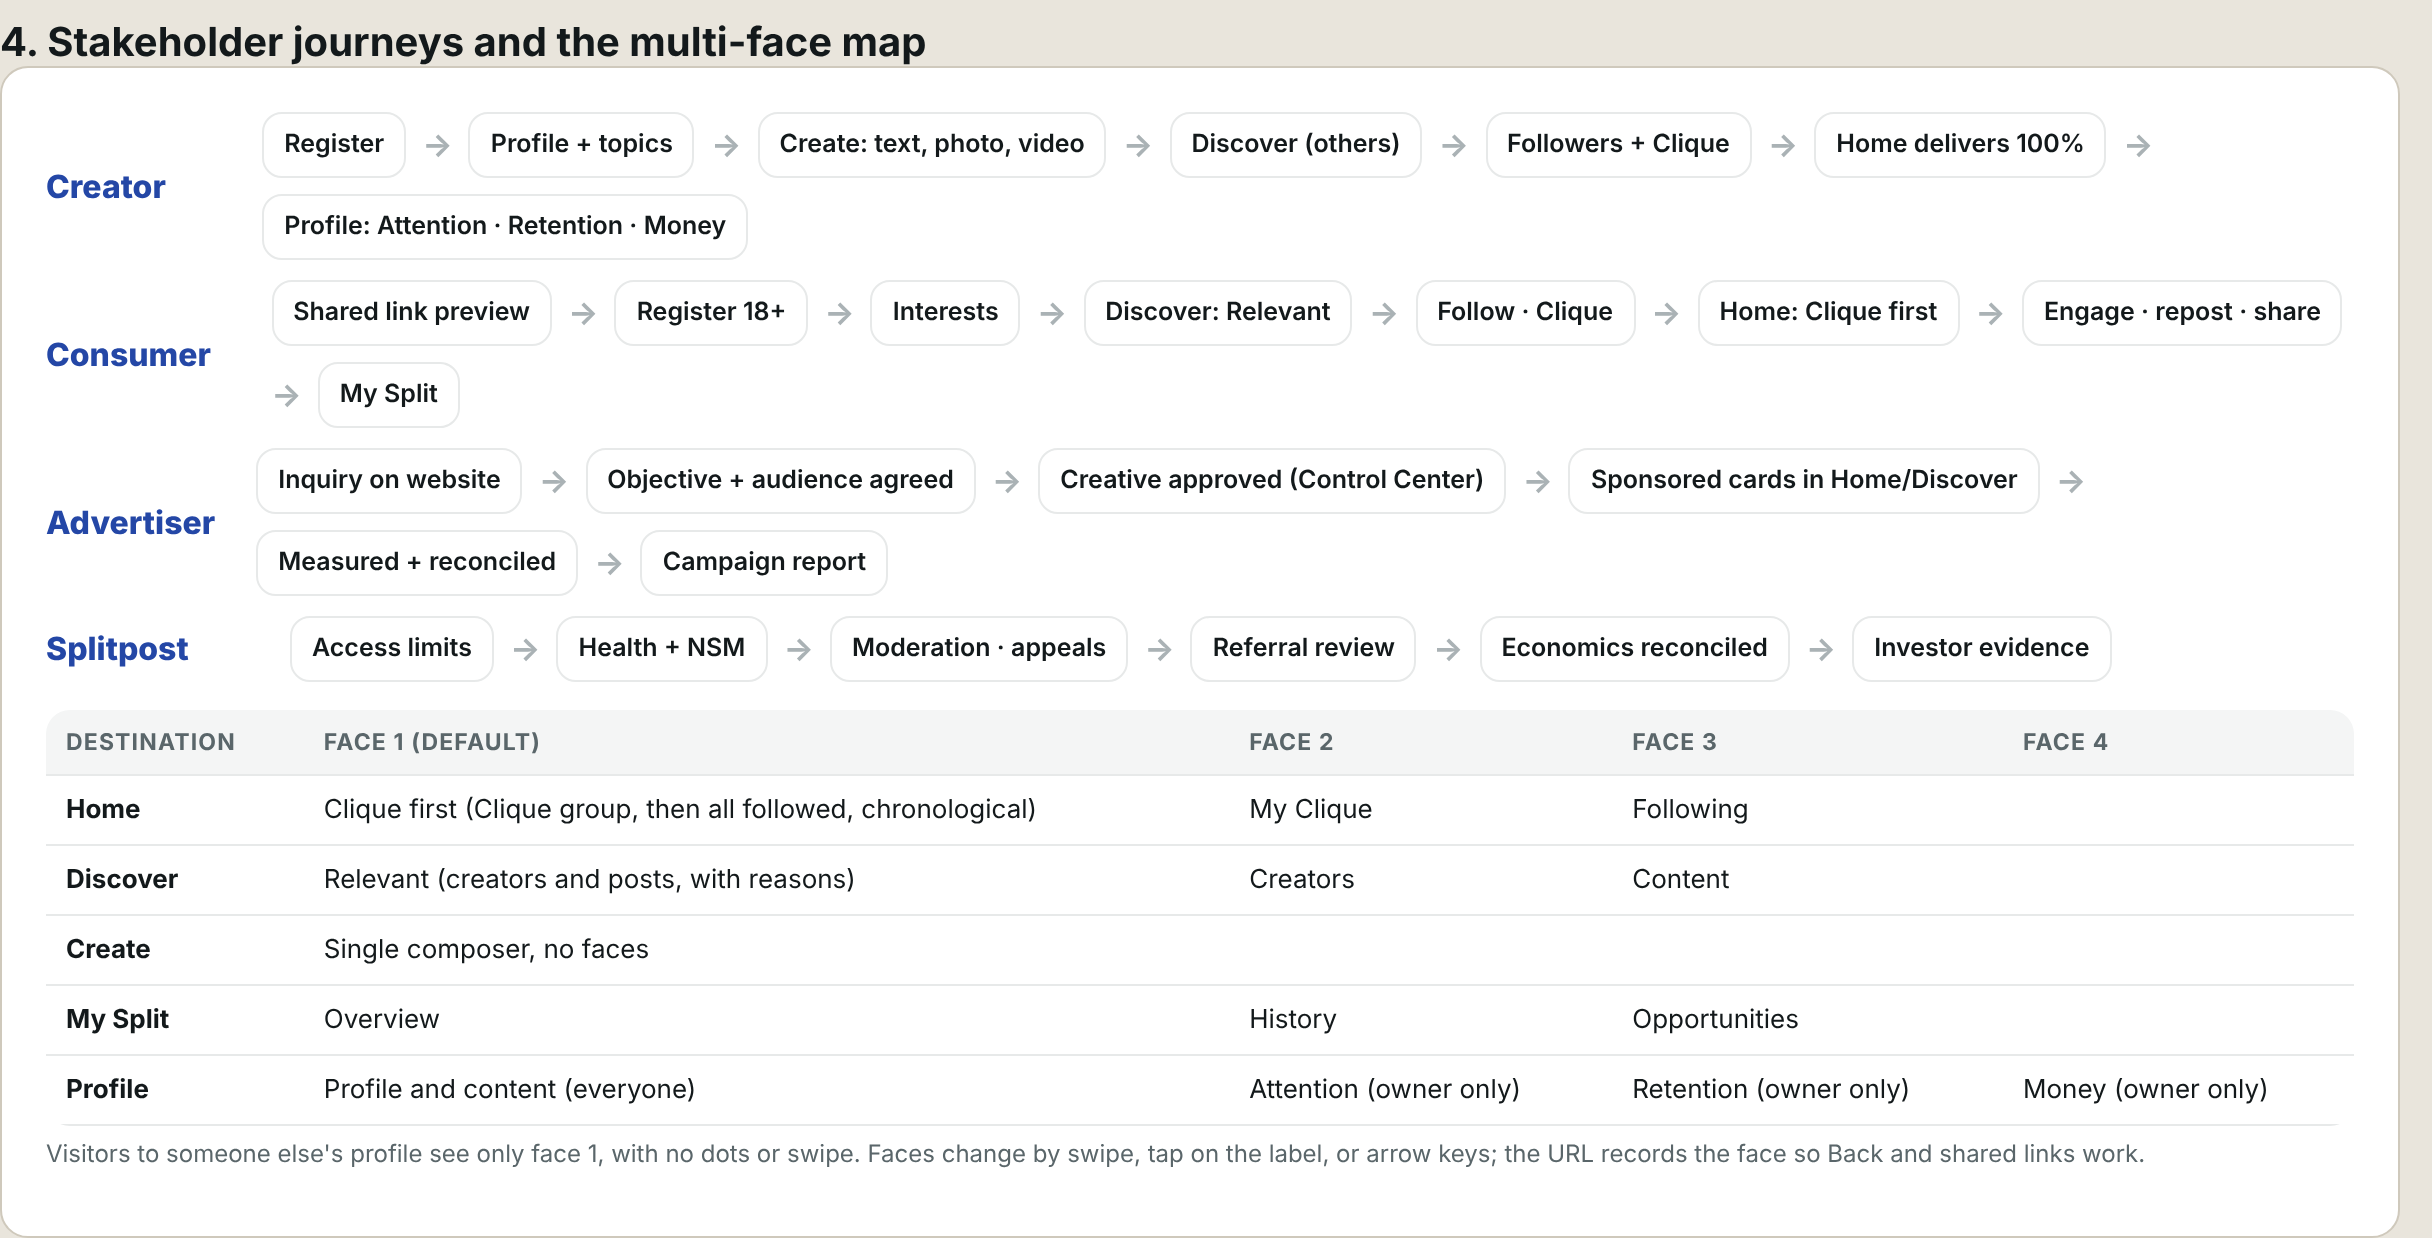 4. Stakeholder journeys and the multi-face map
Creator
Register → Profile + topics → Create: text, photo, video → Discover (others) → Followers + Clique → Home delivers 100% →
Profile: Attention · Retention · Money
Consumer
Shared link preview → Register 18+ → Interests → Discover: Relevant → Follow · Clique → Home: Clique first → Engage · repost · share
→ My Split
Advertiser
Inquiry on website → Objective + audience agreed → Creative approved (Control Center) → Sponsored cards in Home/Discover →
Measured + reconciled → Campaign report
Splitpost
Access limits → Health + NSM → Moderation · appeals → Referral review → Economics reconciled → Investor evidence
DESTINATION FACE 1 (DEFAULT) FACE 2 FACE 3 FACE 4
Home Clique first (Clique group, then all followed, chronological) My Clique Following
Discover Relevant (creators and posts, with reasons) Creators Content
Create Single composer, no faces
My Split Overview History Opportunities
Profile Profile and content (everyone) Attention (owner only) Retention (owner only) Money (owner only)
Visitors to someone else's profile see only face 1, with no dots or swipe. Faces change by swipe, tap on the label, or arrow keys; the URL records the face so Back and shared links work.